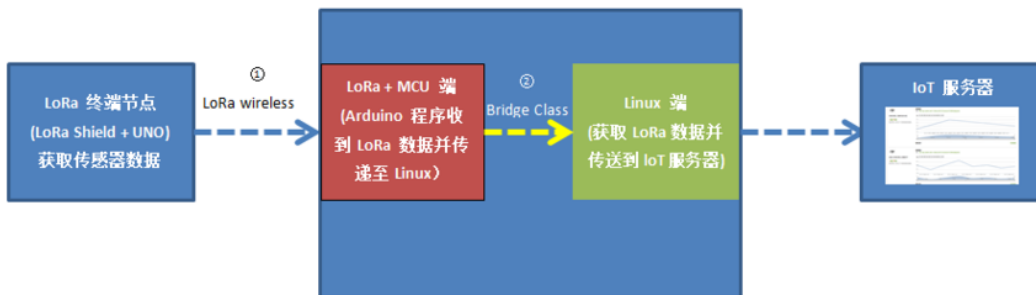 LoRa 终端节点
(LoRa Shield + UNO)
获取传感器数据
①
LoRa wireless
LoRa + MCU 端
(Arduino 程序收
到 LoRa 数据并传
递至 Linux）
②
Bridge Class
Linux 端
(获取 LoRa 数据并
传送到 IoT 服务器)
IoT 服务器